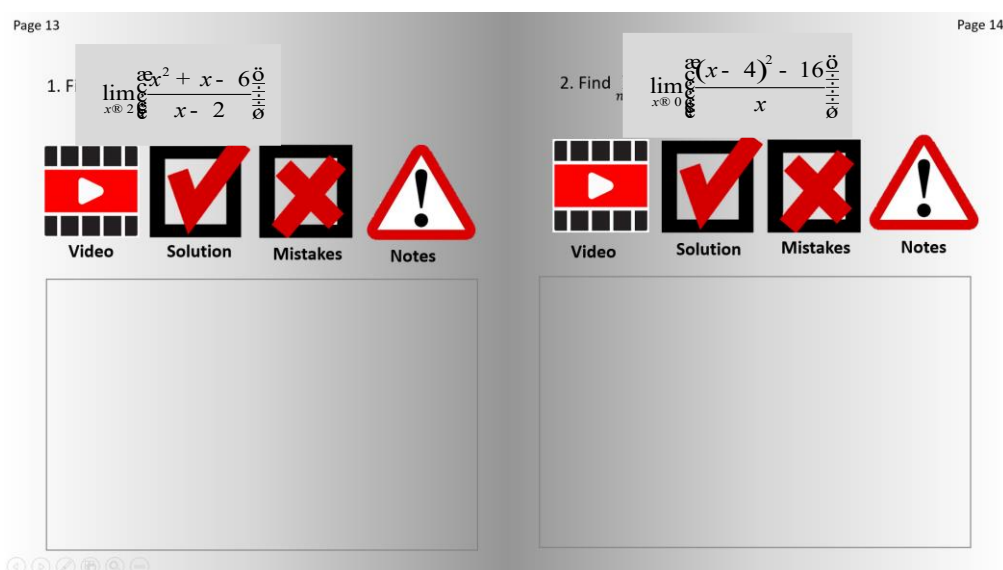 Page 13
1. Fi
lim x® 2 æ ç ç ç è x² + x - 6 / x - 2 ö ÷ ÷ ø
Video
Solution
Mistakes
Notes
Page 14
2. Find
lim x® 0 æ ç ç ç è (x - 4)² - 16 / x ö ÷ ÷ ø
Video
Solution
Mistakes
Notes